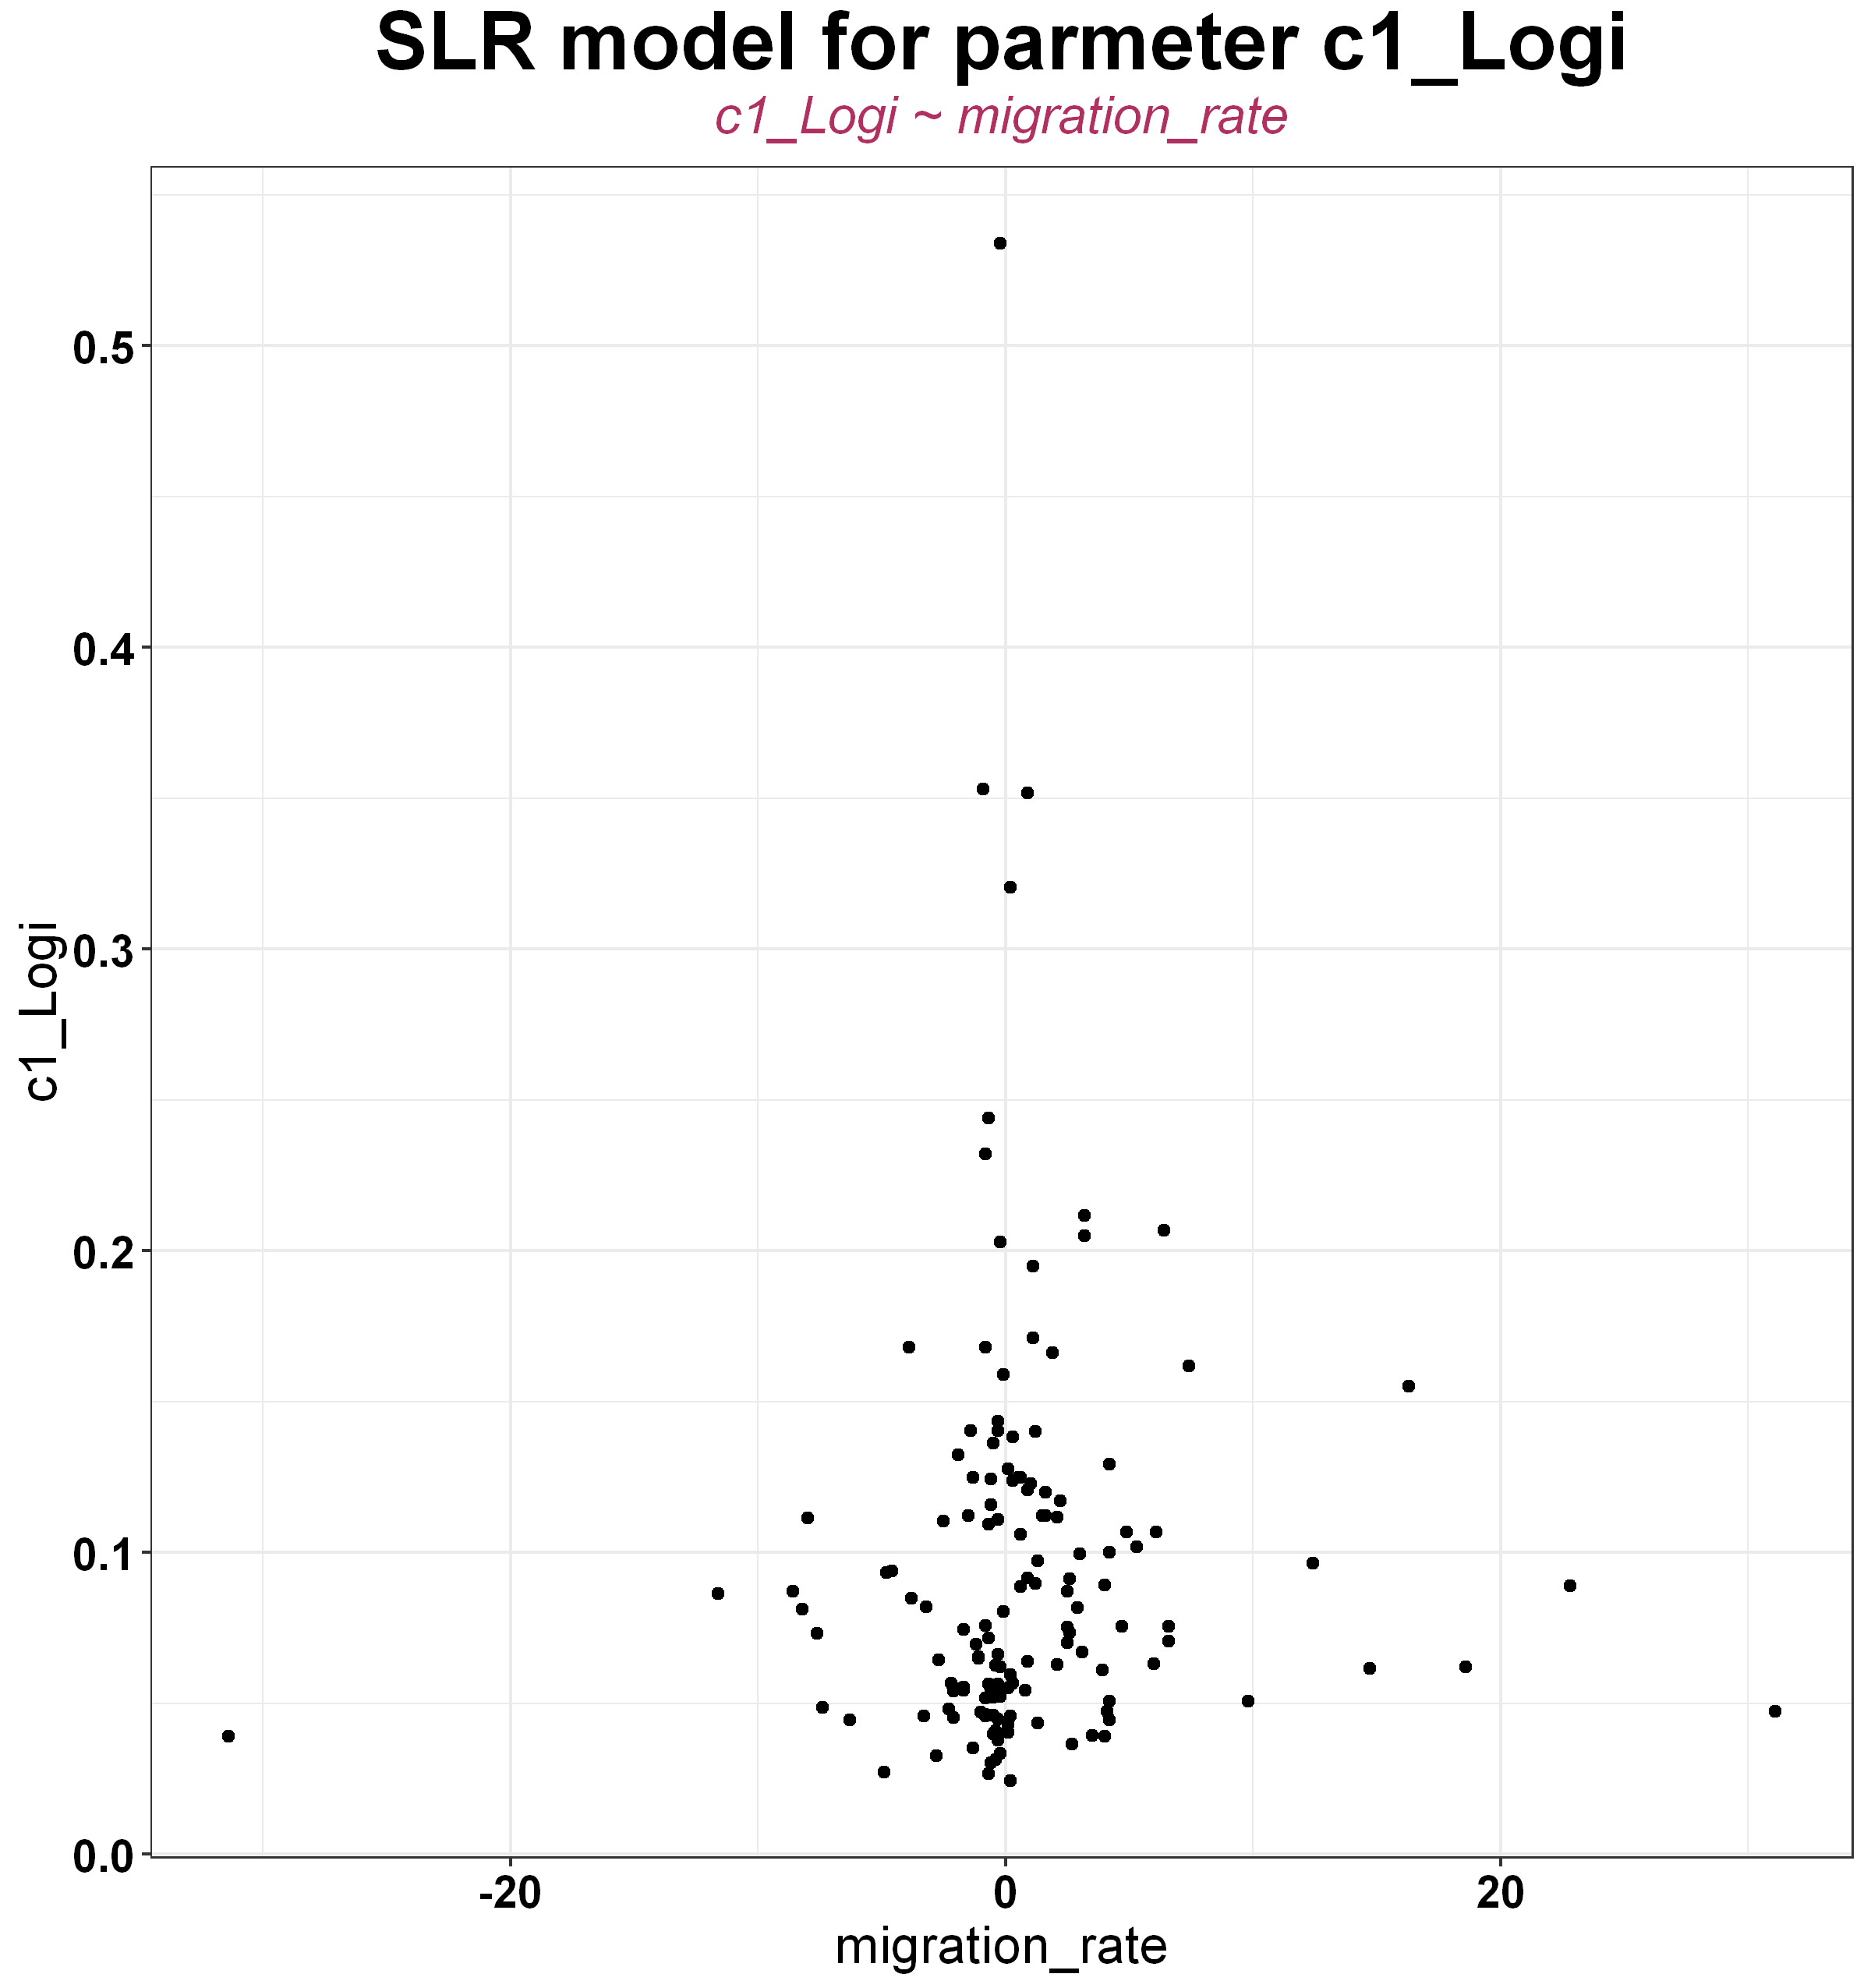 SLR model for parmeter c1_Logi
c1_Logi ~ migration_rate
c1_Logi
0.5
0.4
0.3
0.2
0.1
0.0
-20
0
20
migration_rate